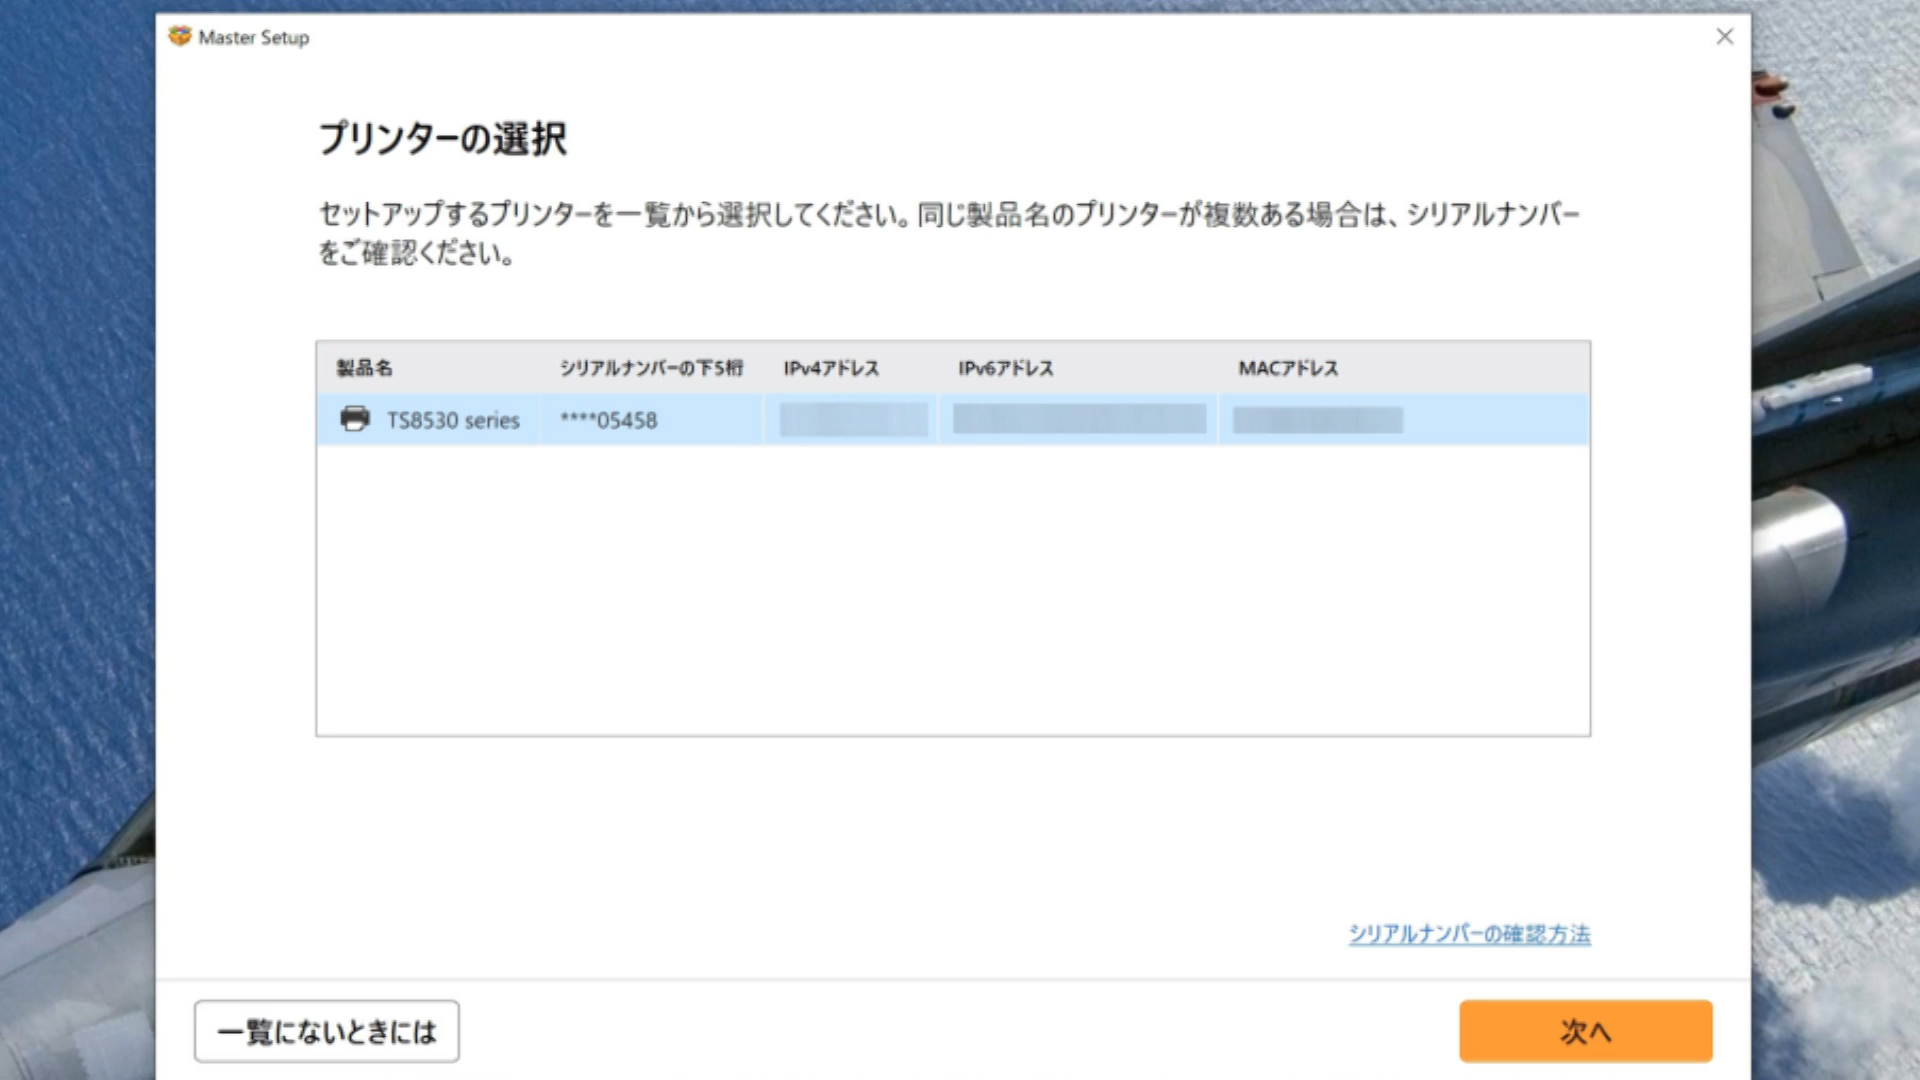 Master Setup
プリンターの選択
セットアップするプリンターを一覧から選択してください。同じ製品名のプリンターが複数ある場合は、シリアルナンバー
をご確認ください。
製品名 シリアルナンバーの下5桁 IPv4アドレス IPv6アドレス MACアドレス
TS8530 series ****05458
シリアルナンバーの確認方法
一覧にないときには 次へ